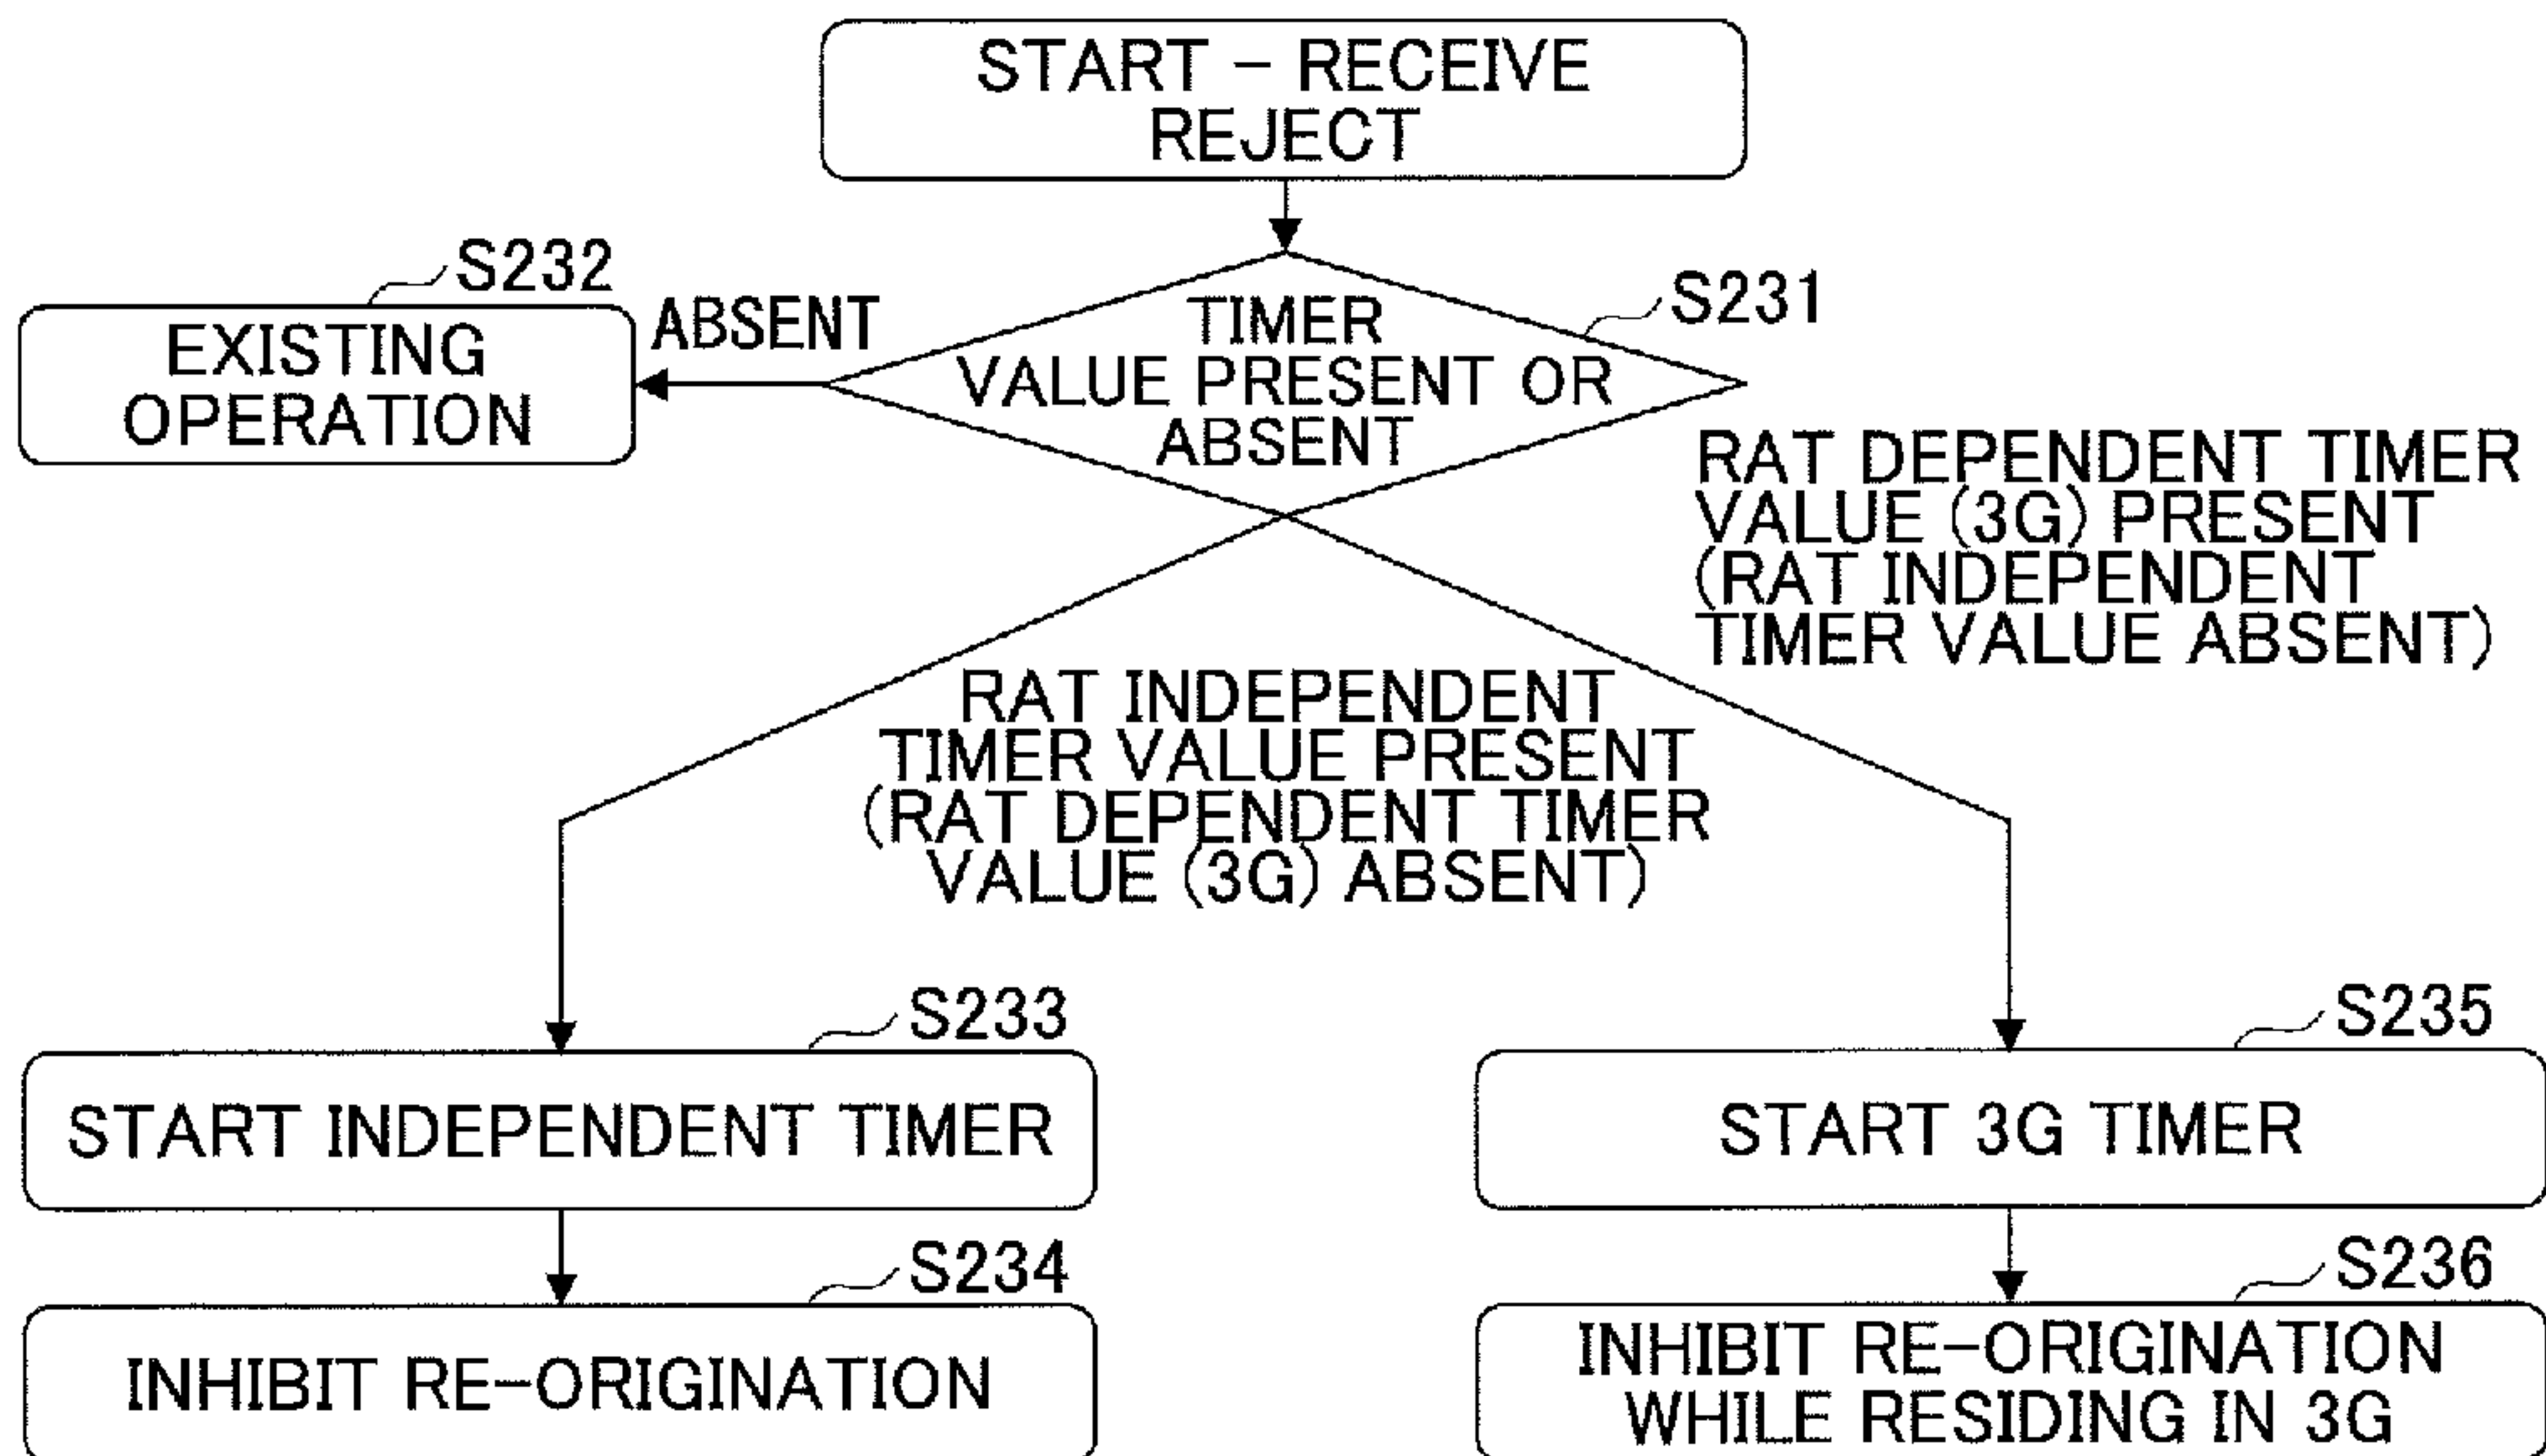 START – RECEIVE
REJECT
S232
S231
ABSENT
TIMER
VALUE PRESENT OR
ABSENT
EXISTING
OPERATION
RAT DEPENDENT TIMER
VALUE (3G) PRESENT
(RAT INDEPENDENT
TIMER VALUE ABSENT)
RAT INDEPENDENT
TIMER VALUE PRESENT
(RAT DEPENDENT TIMER
VALUE (3G) ABSENT)
S233
START INDEPENDENT TIMER
S234
INHIBIT RE-ORIGINATION
S235
START 3G TIMER
S236
INHIBIT RE-ORIGINATION
WHILE RESIDING IN 3G